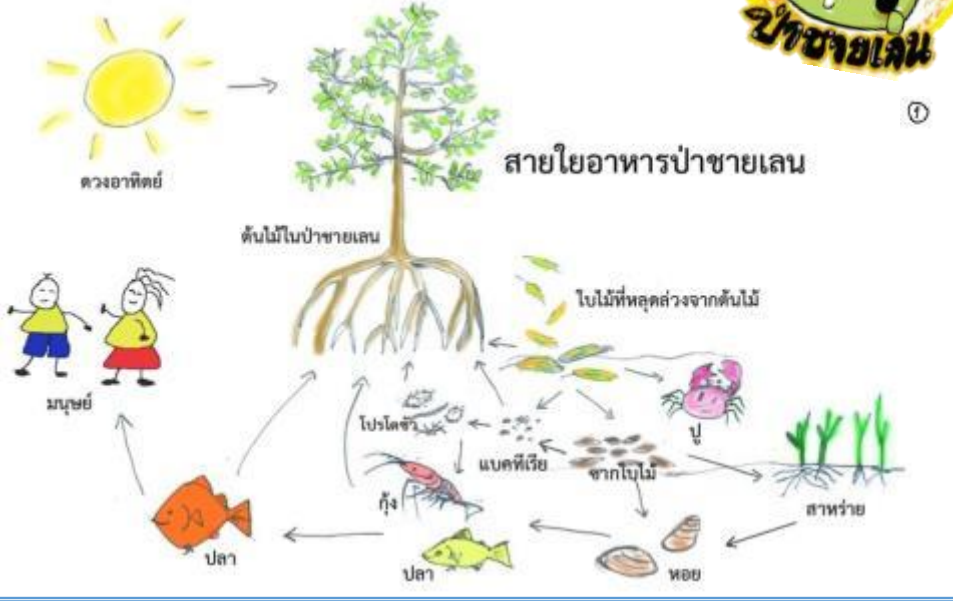 ป่าชายเลน
①
ดวงอาทิตย์
สายใยอาหารป่าชายเลน
ต้นไม้ในป่าชายเลน
ใบไม้ที่หลุดล่วงจากต้นไม้
มนุษย์
ปู
โปรโตซัว
แบคทีเรีย
ซากใบไม้
กุ้ง
สาหร่าย
ปลา
ปลา
หอย